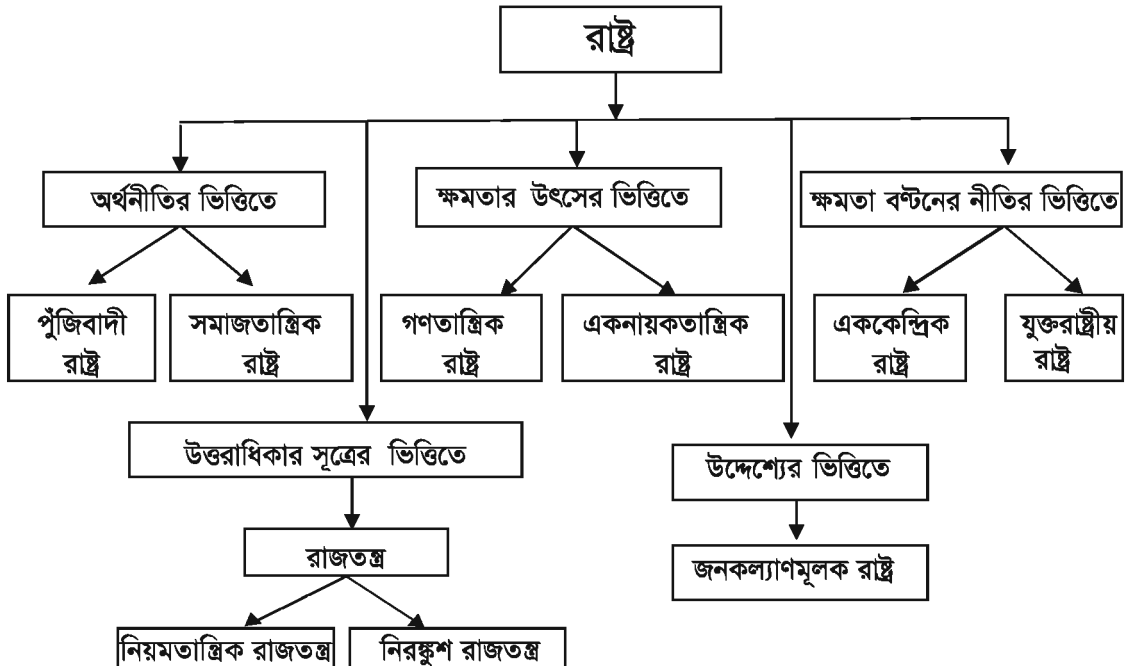 রাষ্ট্র
অর্থনীতির ভিত্তিতে
ক্ষমতার উৎসের ভিত্তিতে
ক্ষমতা বণ্টনের নীতির ভিত্তিতে
পুঁজিবাদী
রাষ্ট্র
সমাজতান্ত্রিক
রাষ্ট্র
গণতান্ত্রিক
রাষ্ট্র
একনায়কতান্ত্রিক
রাষ্ট্র
এককেন্দ্রিক
রাষ্ট্র
যুক্তরাষ্ট্রীয়
রাষ্ট্র
উত্তরাধিকার সূত্রের ভিত্তিতে
উদ্দেশ্যের ভিত্তিতে
রাজতন্ত্র
জনকল্যাণমূলক রাষ্ট্র
নিয়মতান্ত্রিক রাজতন্ত্র
নিরঙ্কুশ রাজতন্ত্র